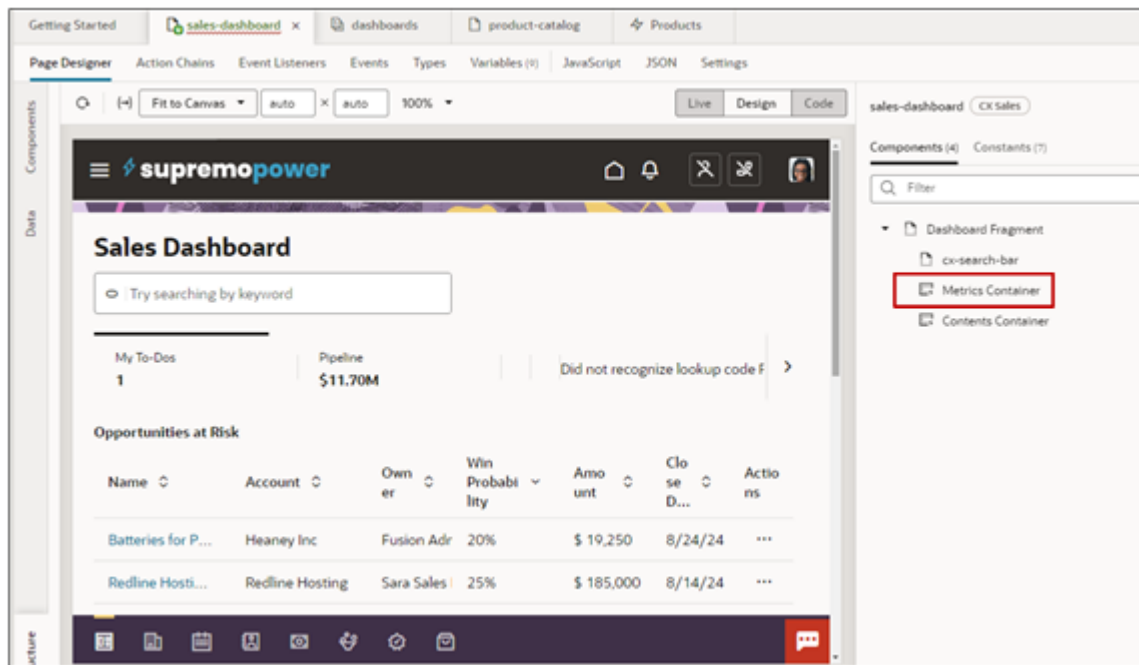 Getting Started sales-dashboard × dashboards product-catalog Products
Page Designer Action Chains Event Listeners Events Types Variables (9) JavaScript JSON Settings
Components
Data
Fit to Canvas auto × auto 100% Live Design Code
supremopower
Sales Dashboard
Try searching by keyword
My To-Dos Pipeline
1 $11.70M
Did not recognize lookup code
Opportunities at Risk
Name Account Own
er Win
Probabi
lity Amo
unt Clo
se
D... Actio
ns
Batteries for P... Heaney Inc Fusion Adr 20% $ 19,250 8/24/24 ...
Redline Hosti... Redline Hosting Sara Sales 25% $ 185,000 8/14/24 ...
cture
sales-dashboard CX Sales
Components (4) Constants (7)
Filter
Dashboard Fragment
cx-search-bar
Metrics Container
Contents Container